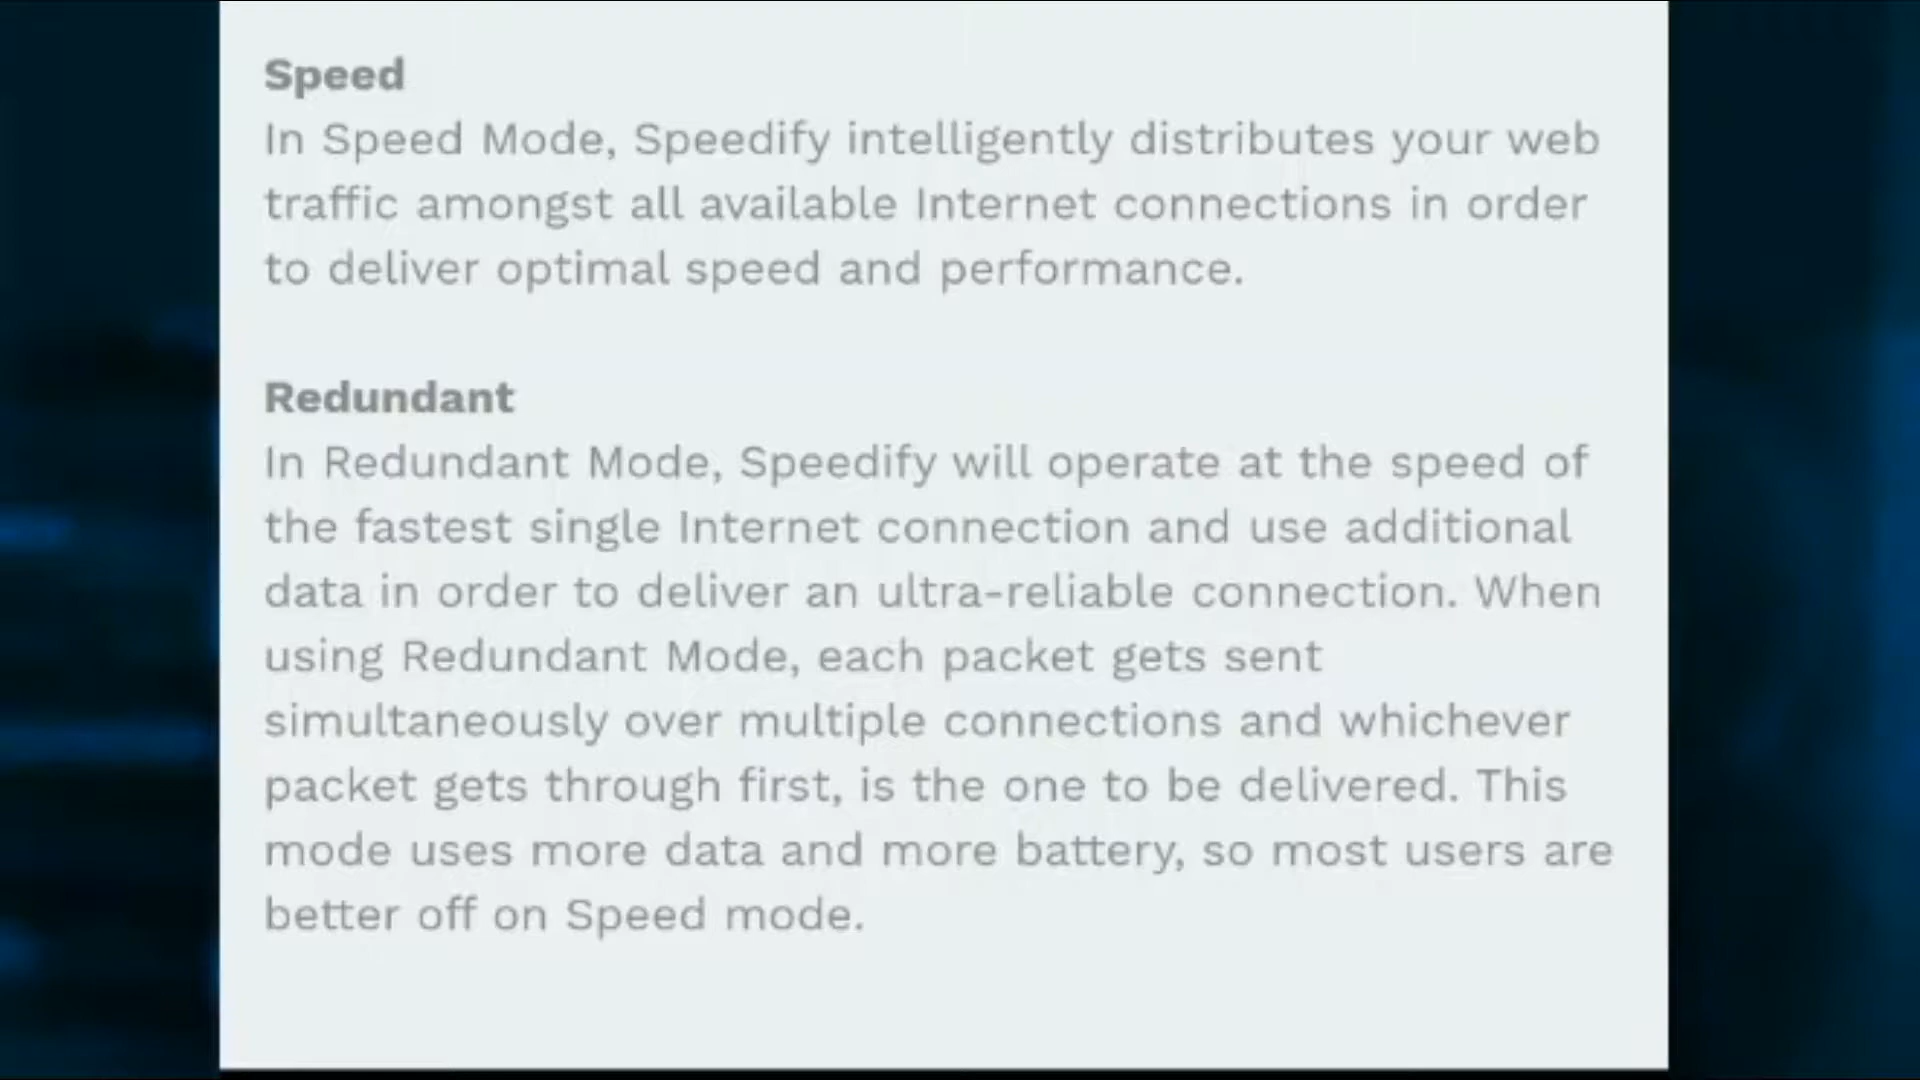 Speed
In Speed Mode, Speedify intelligently distributes your web
traffic amongst all available Internet connections in order
to deliver optimal speed and performance.
Redundant
In Redundant Mode, Speedify will operate at the speed of
the fastest single Internet connection and use additional
data in order to deliver an ultra-reliable connection. When
using Redundant Mode, each packet gets sent
simultaneously over multiple connections and whichever
packet gets through first, is the one to be delivered. This
mode uses more data and more battery, so most users are
better off on Speed mode.